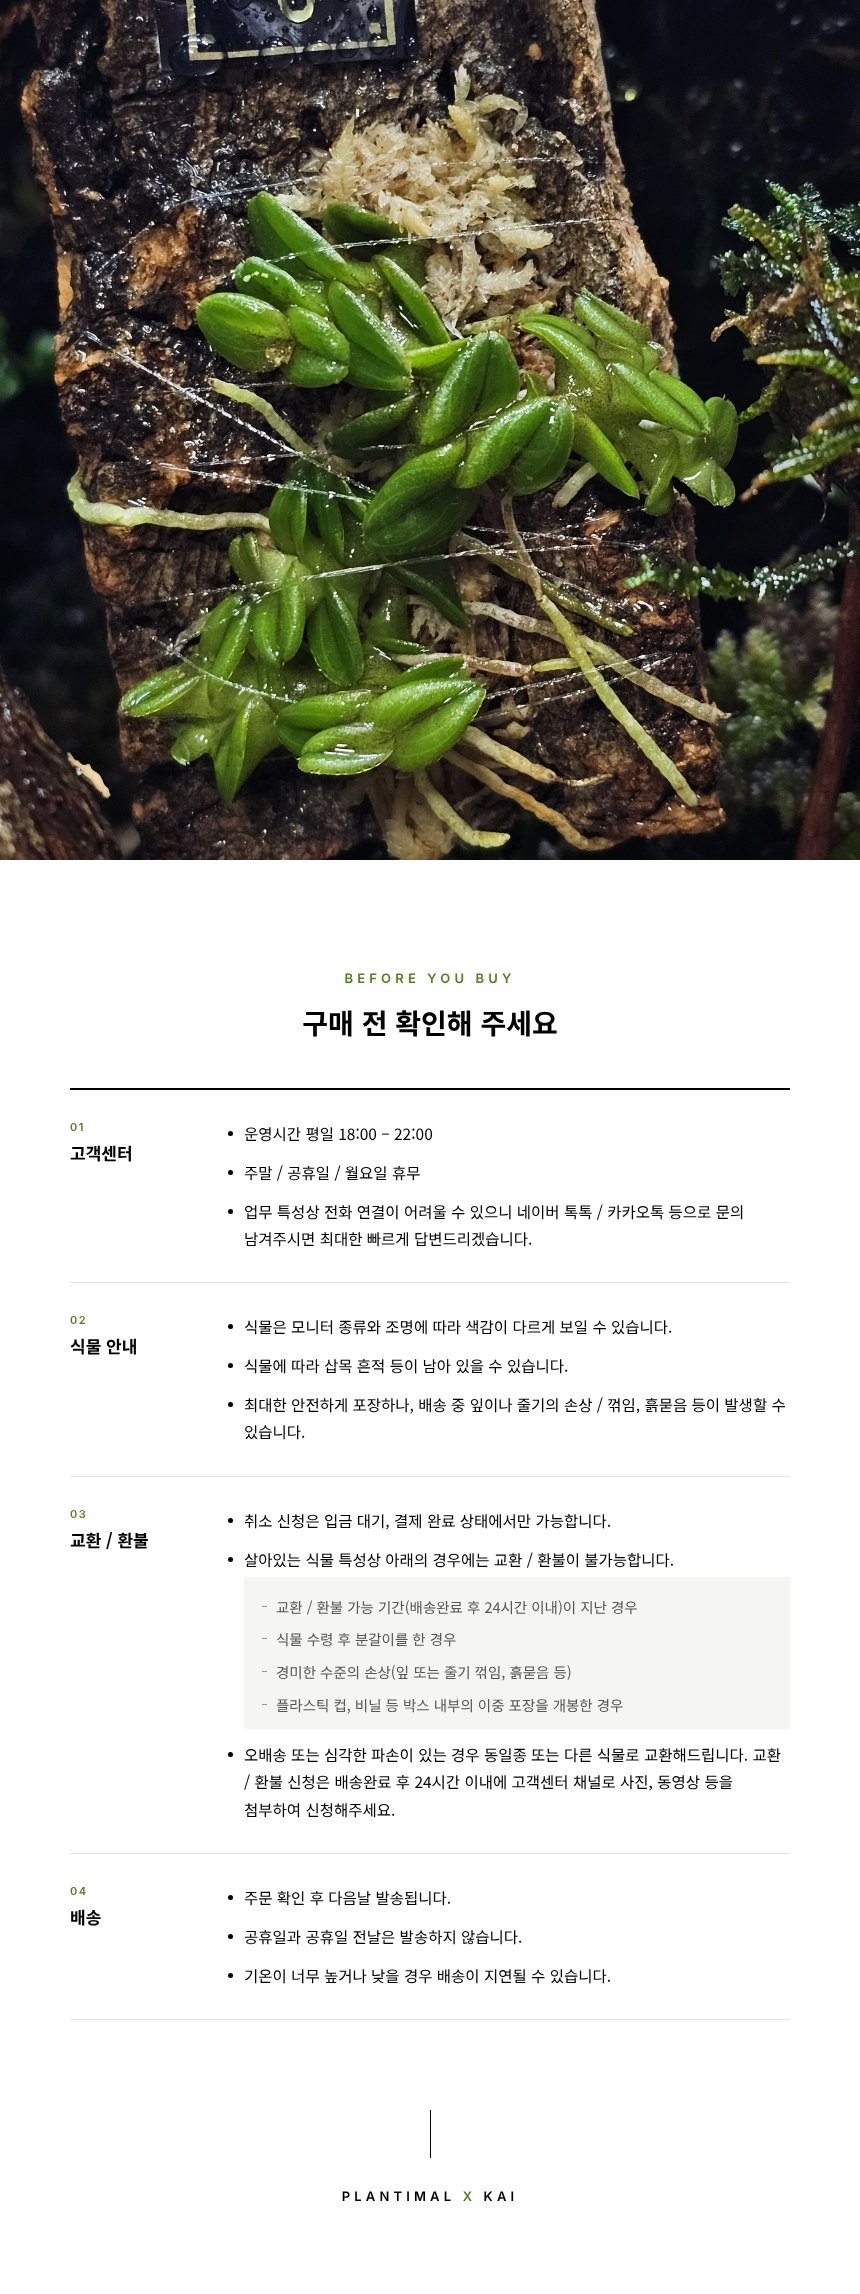 BEFORE YOU BUY
구매 전 확인해 주세요
01
고객센터
운영시간 평일 18:00 – 22:00
주말 / 공휴일 / 월요일 휴무
업무 특성상 전화 연결이 어려울 수 있으니 네이버 톡톡 / 카카오톡 등으로 문의
남겨주시면 최대한 빠르게 답변드리겠습니다.
02
식물 안내
식물은 모니터 종류와 조명에 따라 색감이 다르게 보일 수 있습니다.
식물에 따라 삽목 흔적 등이 남아 있을 수 있습니다.
최대한 안전하게 포장하나, 배송 중 잎이나 줄기의 손상 / 꺾임, 흙묻음 등이 발생할 수
있습니다.
03
교환 / 환불
취소 신청은 입금 대기, 결제 완료 상태에서만 가능합니다.
살아있는 식물 특성상 아래의 경우에는 교환 / 환불이 불가능합니다.
- 교환 / 환불 가능 기간(배송완료 후 24시간 이내)이 지난 경우
- 식물 수령 후 분갈이를 한 경우
- 경미한 수준의 손상(잎 또는 줄기 꺾임, 흙묻음 등)
- 플라스틱 컵, 비닐 등 박스 내부의 이중 포장을 개봉한 경우
오배송 또는 심각한 파손이 있는 경우 동일종 또는 다른 식물로 교환해드립니다. 교환
/ 환불 신청은 배송완료 후 24시간 이내에 고객센터 채널로 사진, 동영상 등을
첨부하여 신청해주세요.
04
배송
주문 확인 후 다음날 발송됩니다.
공휴일과 공휴일 전날은 발송하지 않습니다.
기온이 너무 높거나 낮을 경우 배송이 지연될 수 있습니다.
PLANTIMAL X KAI